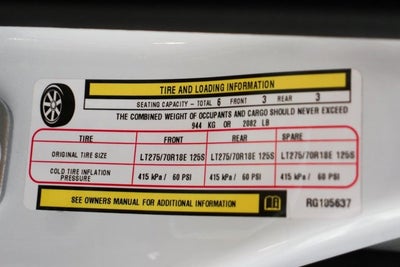 TIRE AND LOADING INFORMATION
SEATING CAPACITY - TOTAL 6 FRONT 3 REAR 3
THE COMBINED WEIGHT OF OCCUPANTS AND CARGO SHOULD NEVER EXCEED
944 KG OR 2082 LB
TIRE FRONT REAR SPARE
ORIGINAL TIRE SIZE LT275/70R18E 125S LT275/70R18E 125S LT275/70R18E 125S
COLD TIRE INFLATION PRESSURE 415 kPa / 60 PSI 415 kPa / 60 PSI 415 kPa / 60 PSI
SEE OWNERS MANUAL FOR ADDITIONAL INFORMATION RG105637